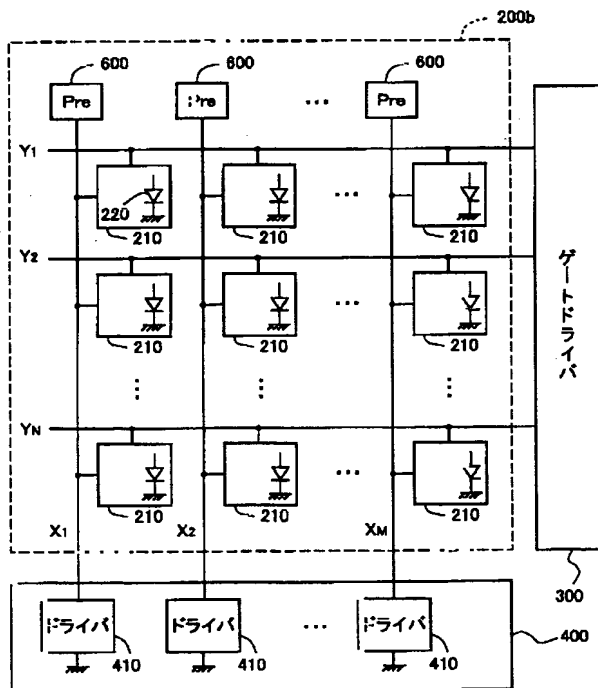 200b
600 600 600
Pre Pre ... Pre
Y1
220
210 210 ... 210
Y2
210 210 ... 210
YN
210 210 ... 210
X1 X2 XM
ゲートドライバ
300
ドライバ ドライバ ... ドライバ
410 410 410
400